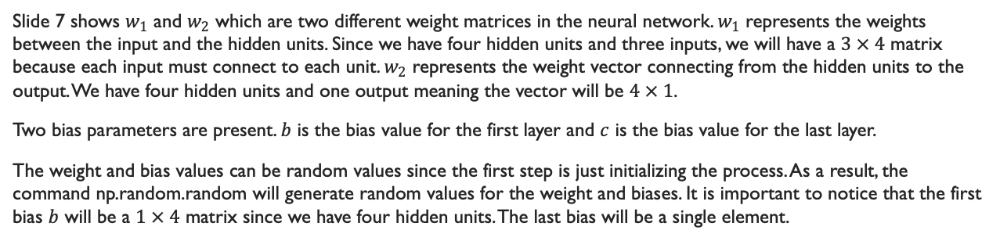 Slide 7 shows w₁ and w₂ which are two different weight matrices in the neural network. w₁ represents the weights
between the input and the hidden units. Since we have four hidden units and three inputs, we will have a 3 × 4 matrix
because each input must connect to each unit. w₂ represents the weight vector connecting from the hidden units to the
output. We have four hidden units and one output meaning the vector will be 4 × 1.
Two bias parameters are present. b is the bias value for the first layer and c is the bias value for the last layer.
The weight and bias values can be random values since the first step is just initializing the process. As a result, the
command np.random.random will generate random values for the weight and biases. It is important to notice that the first
bias b will be a 1 × 4 matrix since we have four hidden units. The last bias will be a single element.